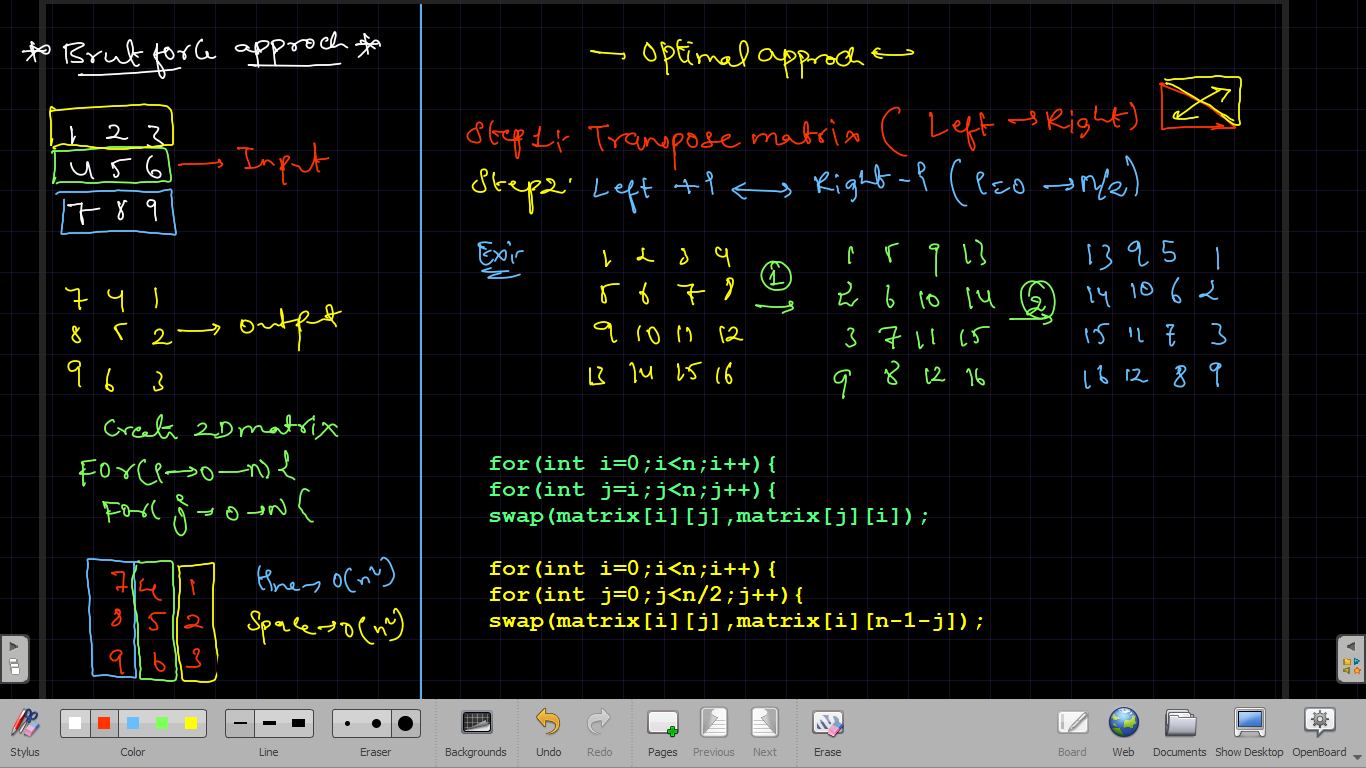 * Brut force approch *
1 2 3
4 5 6 → Input
7 8 9
7 4 1
8 5 2 → output
9 6 3
Create 2D matrix
For(i→0—n){
For( j→0→n{
7 4 1
8 5 2
9 6 3
time→ O(n²)
Space→ O(n²)
— Optimal approch ↔
Step1: Transpose matrix ( Left → Right)
Step2: Left +i ↔ Right-i (i=0 → n/2)
Ex:
1 2 3 4
5 6 7 8
9 10 11 12
13 14 15 16
① →
1 5 9 13
2 6 10 14
3 7 11 15
9 8 12 16
② →
13 9 5 1
14 10 6 2
15 11 7 3
16 12 8 9
for(int i=0;i<n;i++){
for(int j=i;j<n;j++){
swap(matrix[i][j],matrix[j][i]);
for(int i=0;i<n;i++){
for(int j=0;j<n/2;j++){
swap(matrix[i][j],matrix[i][n-1-j]);
Stylus Color Line Eraser Backgrounds Undo Redo Pages Previous Next Erase Board Web Documents Show Desktop OpenBoard